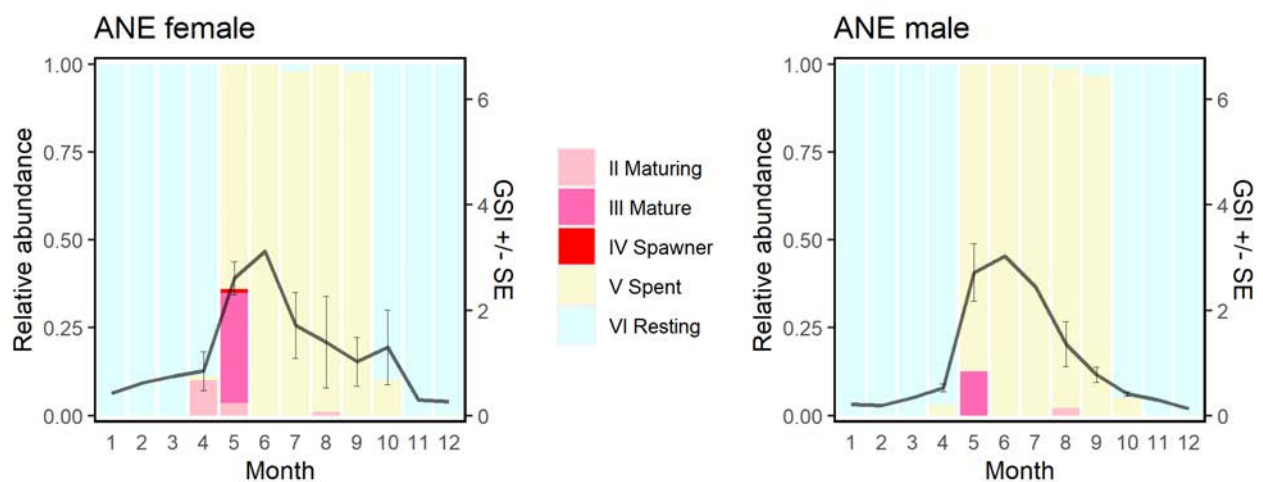 ANE female
1.00
0.75
0.50
0.25
0.00
Relative abundance
6
4
2
0
GSI +/- SE
1 2 3 4 5 6 7 8 9 10 11 12
Month
II Maturing
III Mature
IV Spawner
V Spent
VI Resting
ANE male
1.00
0.75
0.50
0.25
0.00
Relative abundance
6
4
2
0
GSI +/- SE
1 2 3 4 5 6 7 8 9 10 11 12
Month